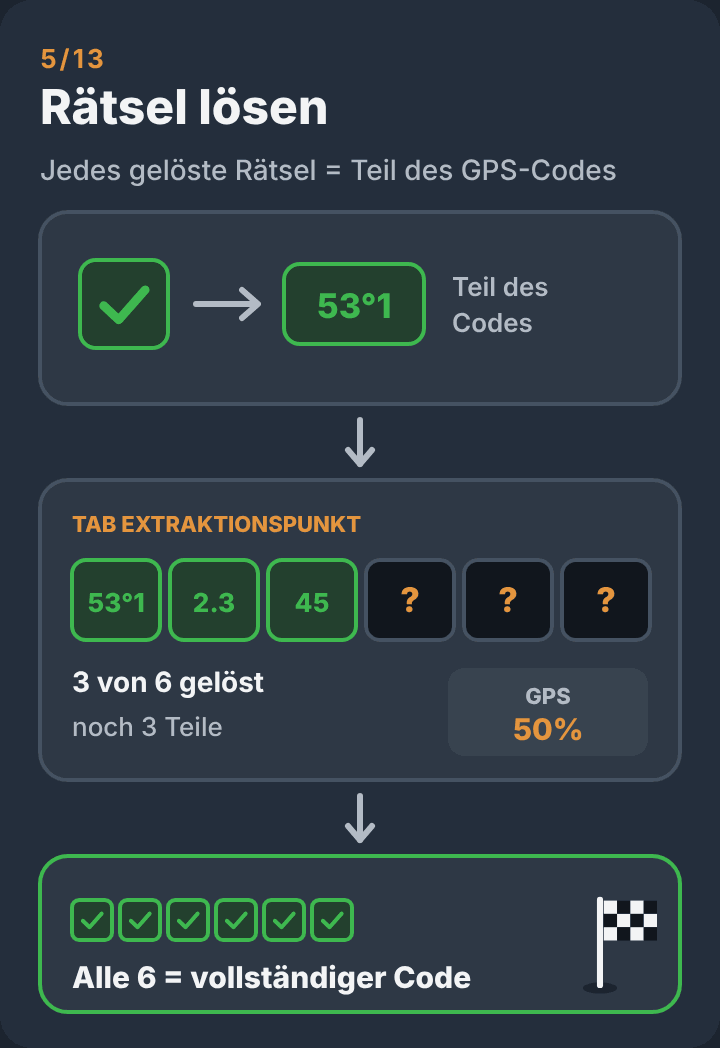 5/13
Rätsel lösen
Jedes gelöste Rätsel = Teil des GPS-Codes
53°1
Teil des
Codes
TAB EXTRAKTIONSPUNKT
53°1 2.3 45 ? ? ?
3 von 6 gelöst
noch 3 Teile
GPS
50%
Alle 6 = vollständiger Code